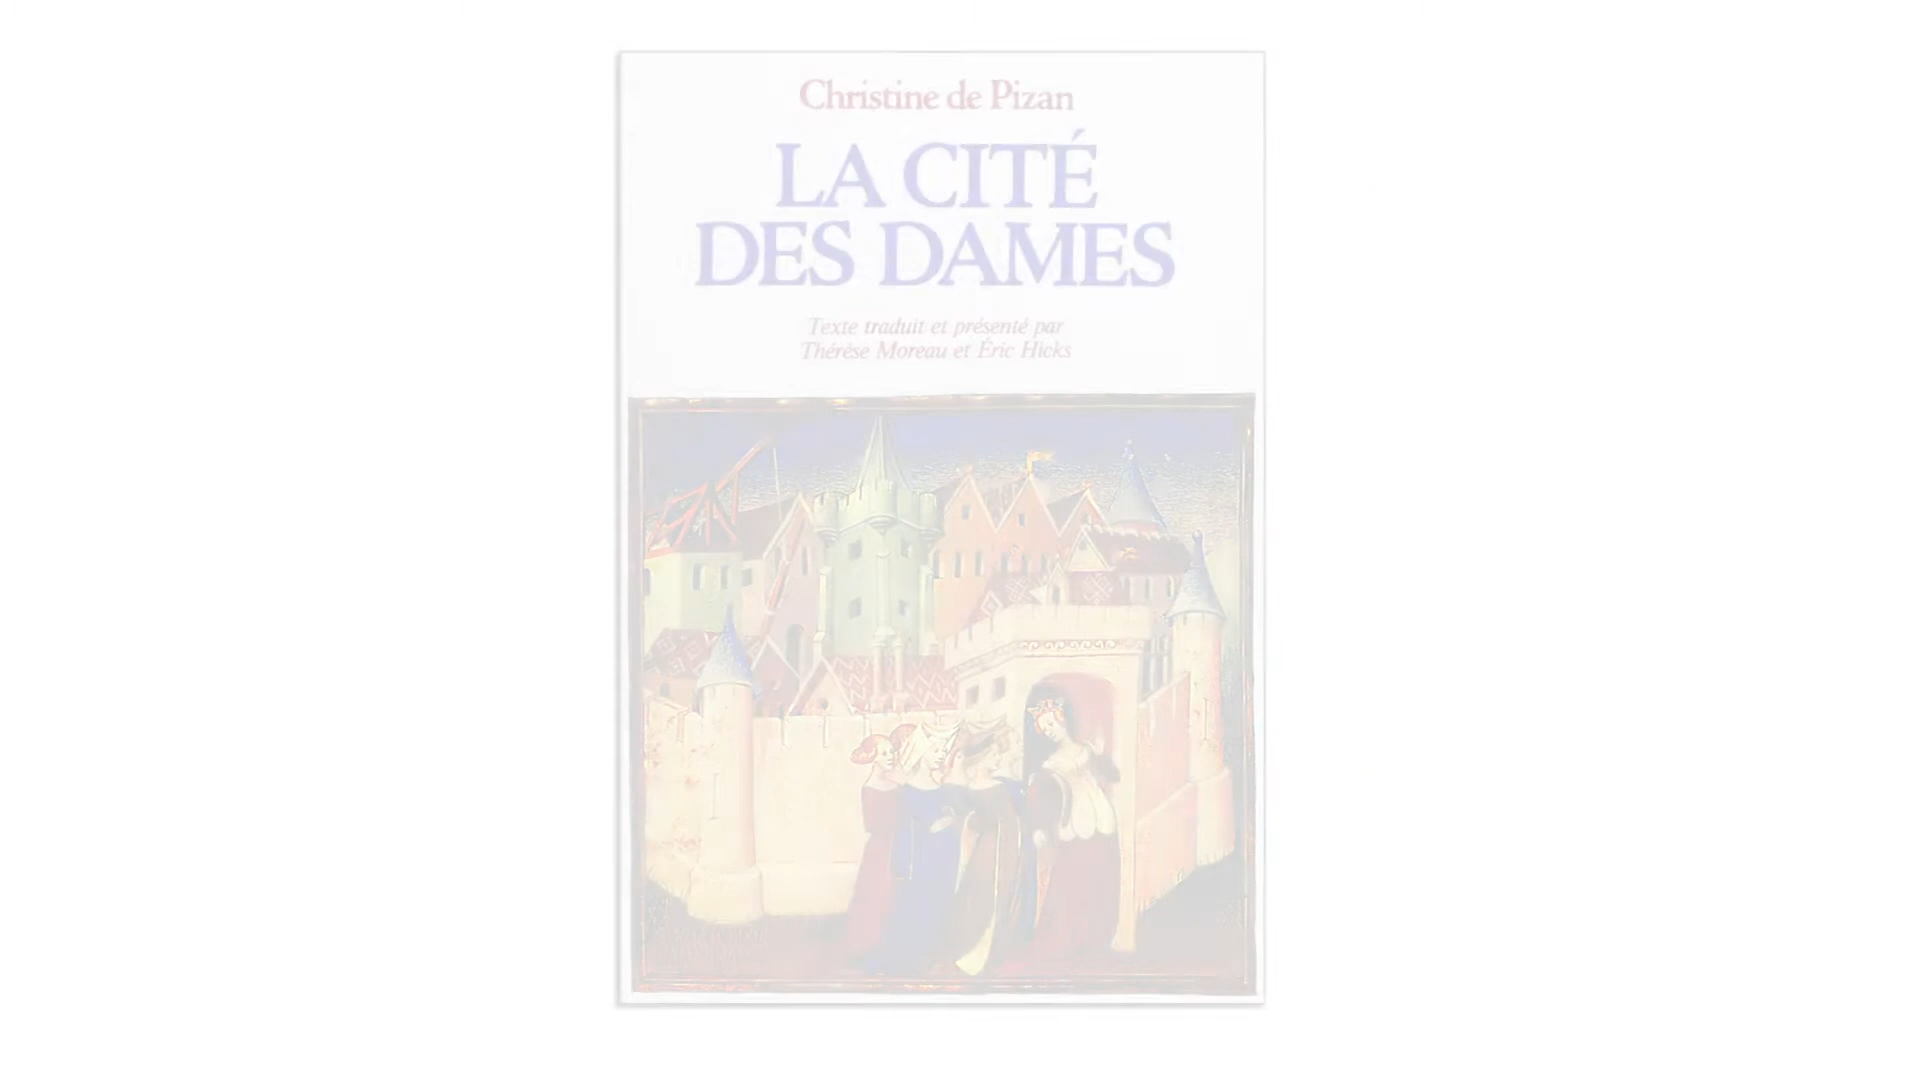 Christine de Pizan
LA CITÉ
DES DAMES
Texte traduit et présenté par
Thérèse Moreau et Éric Hicks